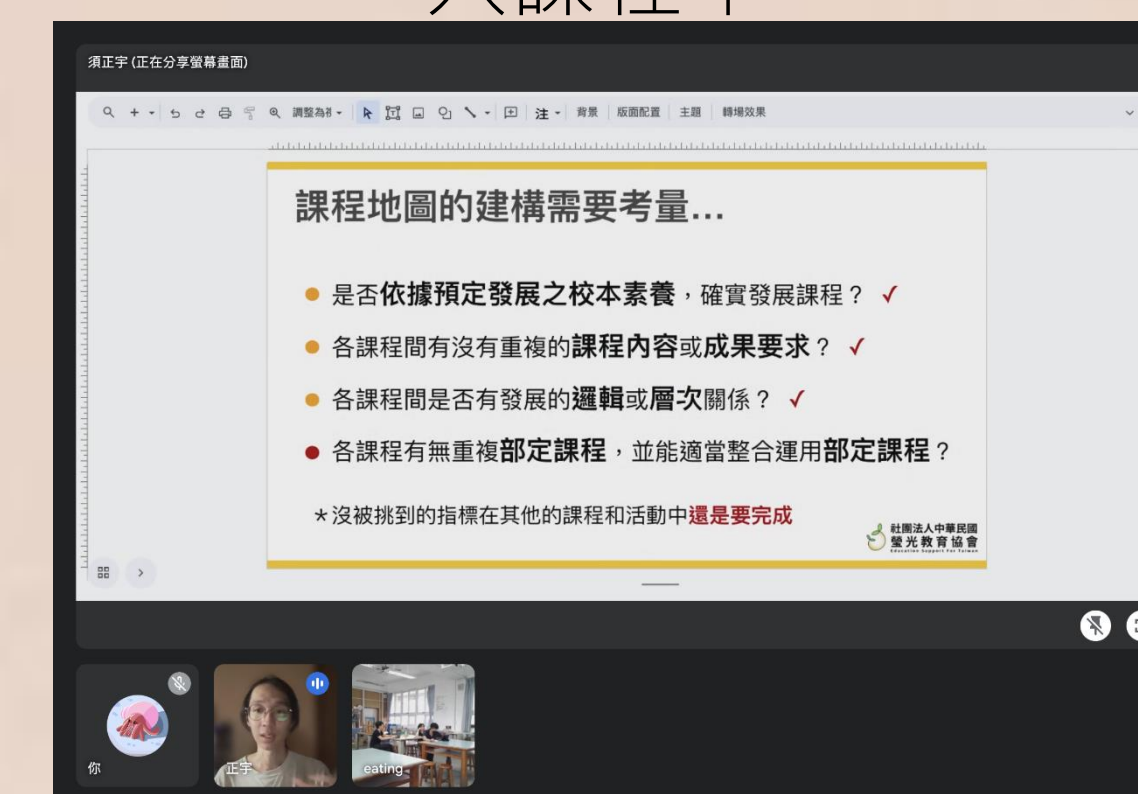 須正宇 (正在分享螢幕畫面)
調整為
注
背景
版面配置
主題
轉場效果
課程地圖的建構需要考量...
是否依據預定發展之校本素養，確實發展課程？ ✓
各課程間有沒有重複的課程內容或成果要求？ ✓
各課程間是否有發展的邏輯或層次關係？ ✓
各課程有無重複部定課程，並能適當整合運用部定課程？
*沒被挑到的指標在其他的課程和活動中還是要完成
社團法人中華民國
瑩光教育協會
Education Support For Taiwan
你
正宇
eating